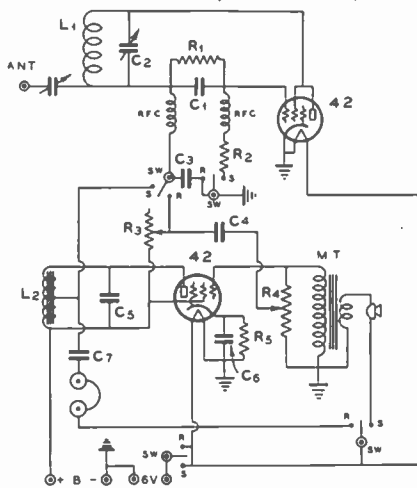 L1
C2
R1
ANT
C1
42
RFC
RFC
R2
SW
C3
R
S
SW
S
R
R3
C4
42
MT
L2
C5
R4
R5
C6
C7
R
S
SW
R
SW
S
+ B -
6V